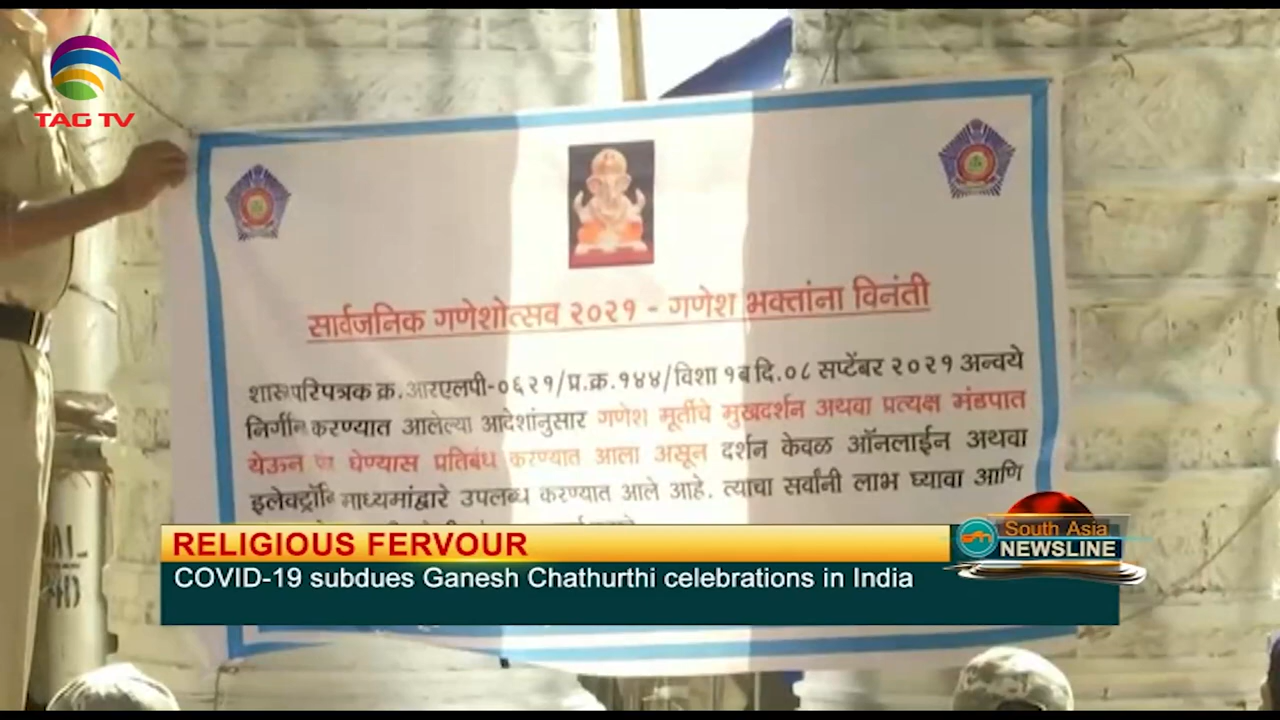 TAG TV
सार्वजनिक गणेशोत्सव २०२१ - गणेश भक्तांना विनंती
परिपत्रक क्र. आरएलपी-०६२१/प्र.क्र.१४४/विशा १ब दि.०८ सप्टेंबर २०२१ अन्वये
करण्यात आलेल्या आदेशांनुसार गणेश मूर्तीचे मुखदर्शन अथवा प्रत्यक्ष मंडपात
येऊन घेण्यास प्रतिबंध करण्यात आला असून दर्शन केवळ ऑनलाईन अथवा
माध्यमांद्वारे उपलब्ध करण्यात आले आहे. त्याचा सर्वांनी लाभ घ्यावा आणि
RELIGIOUS FERVOUR
COVID-19 subdues Ganesh Chathurthi celebrations in India
South Asia
NEWSLINE